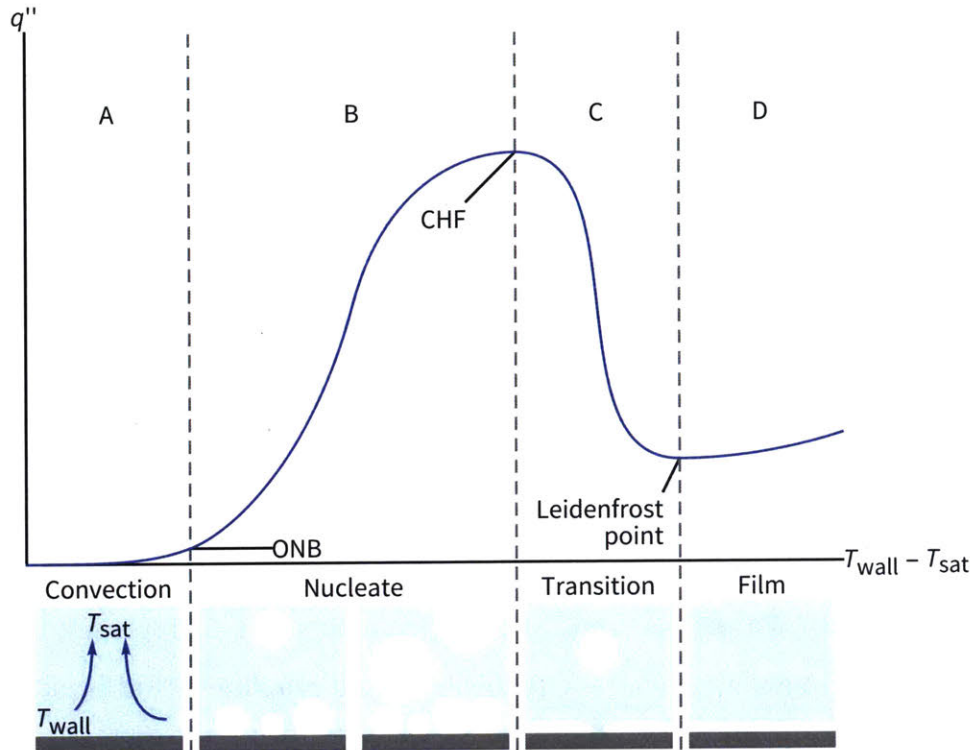 q''
A
B
C
D
CHF
Leidenfrost
point
ONB
T_wall – T_sat
Convection
Nucleate
Transition
Film
T_sat
T_wall